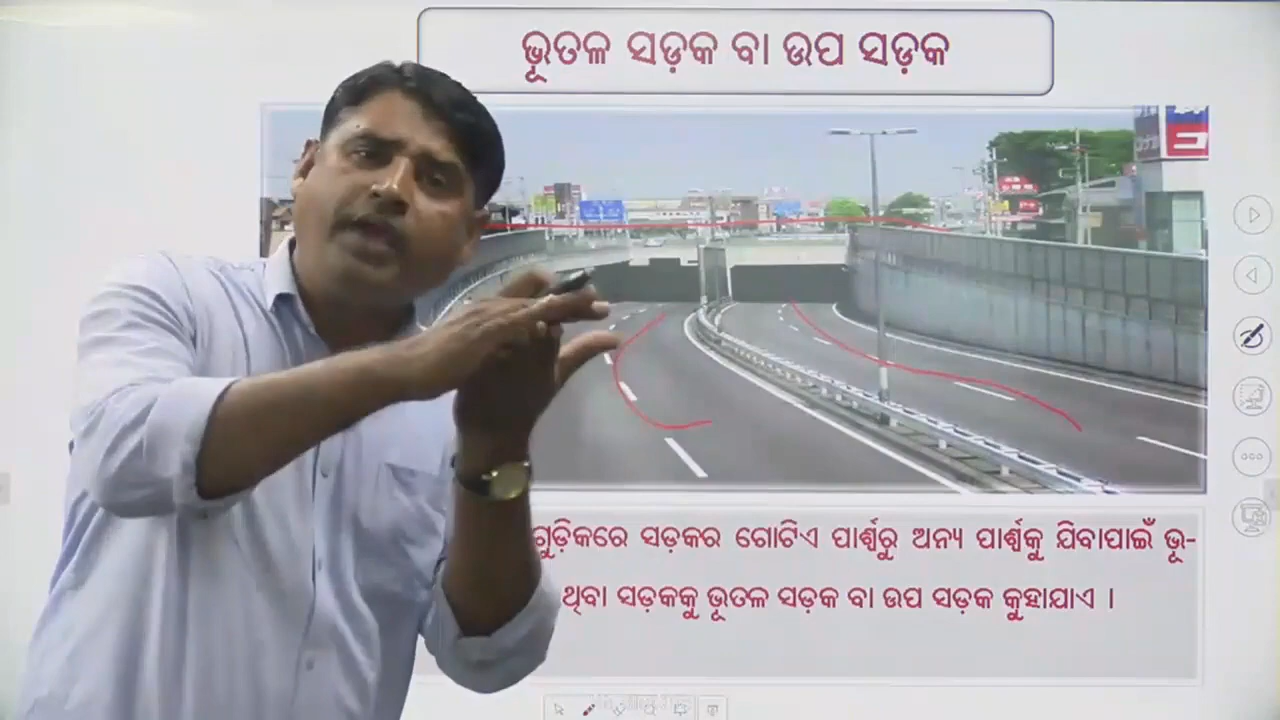 ଭୂତଳ ସଡ଼କ ବା ଉପ ସଡ଼କ
ଗୁଡ଼ିକରେ ସଡ଼କର ଗୋଟିଏ ପାର୍ଶ୍ୱରୁ ଅନ୍ୟ ପାର୍ଶ୍ୱକୁ ଯିବାପାଇଁ ଭୂ-
ଥିବା ସଡ଼କକୁ ଭୂତଳ ସଡ଼କ ବା ଉପ ସଡ଼କ କୁହାଯାଏ ।